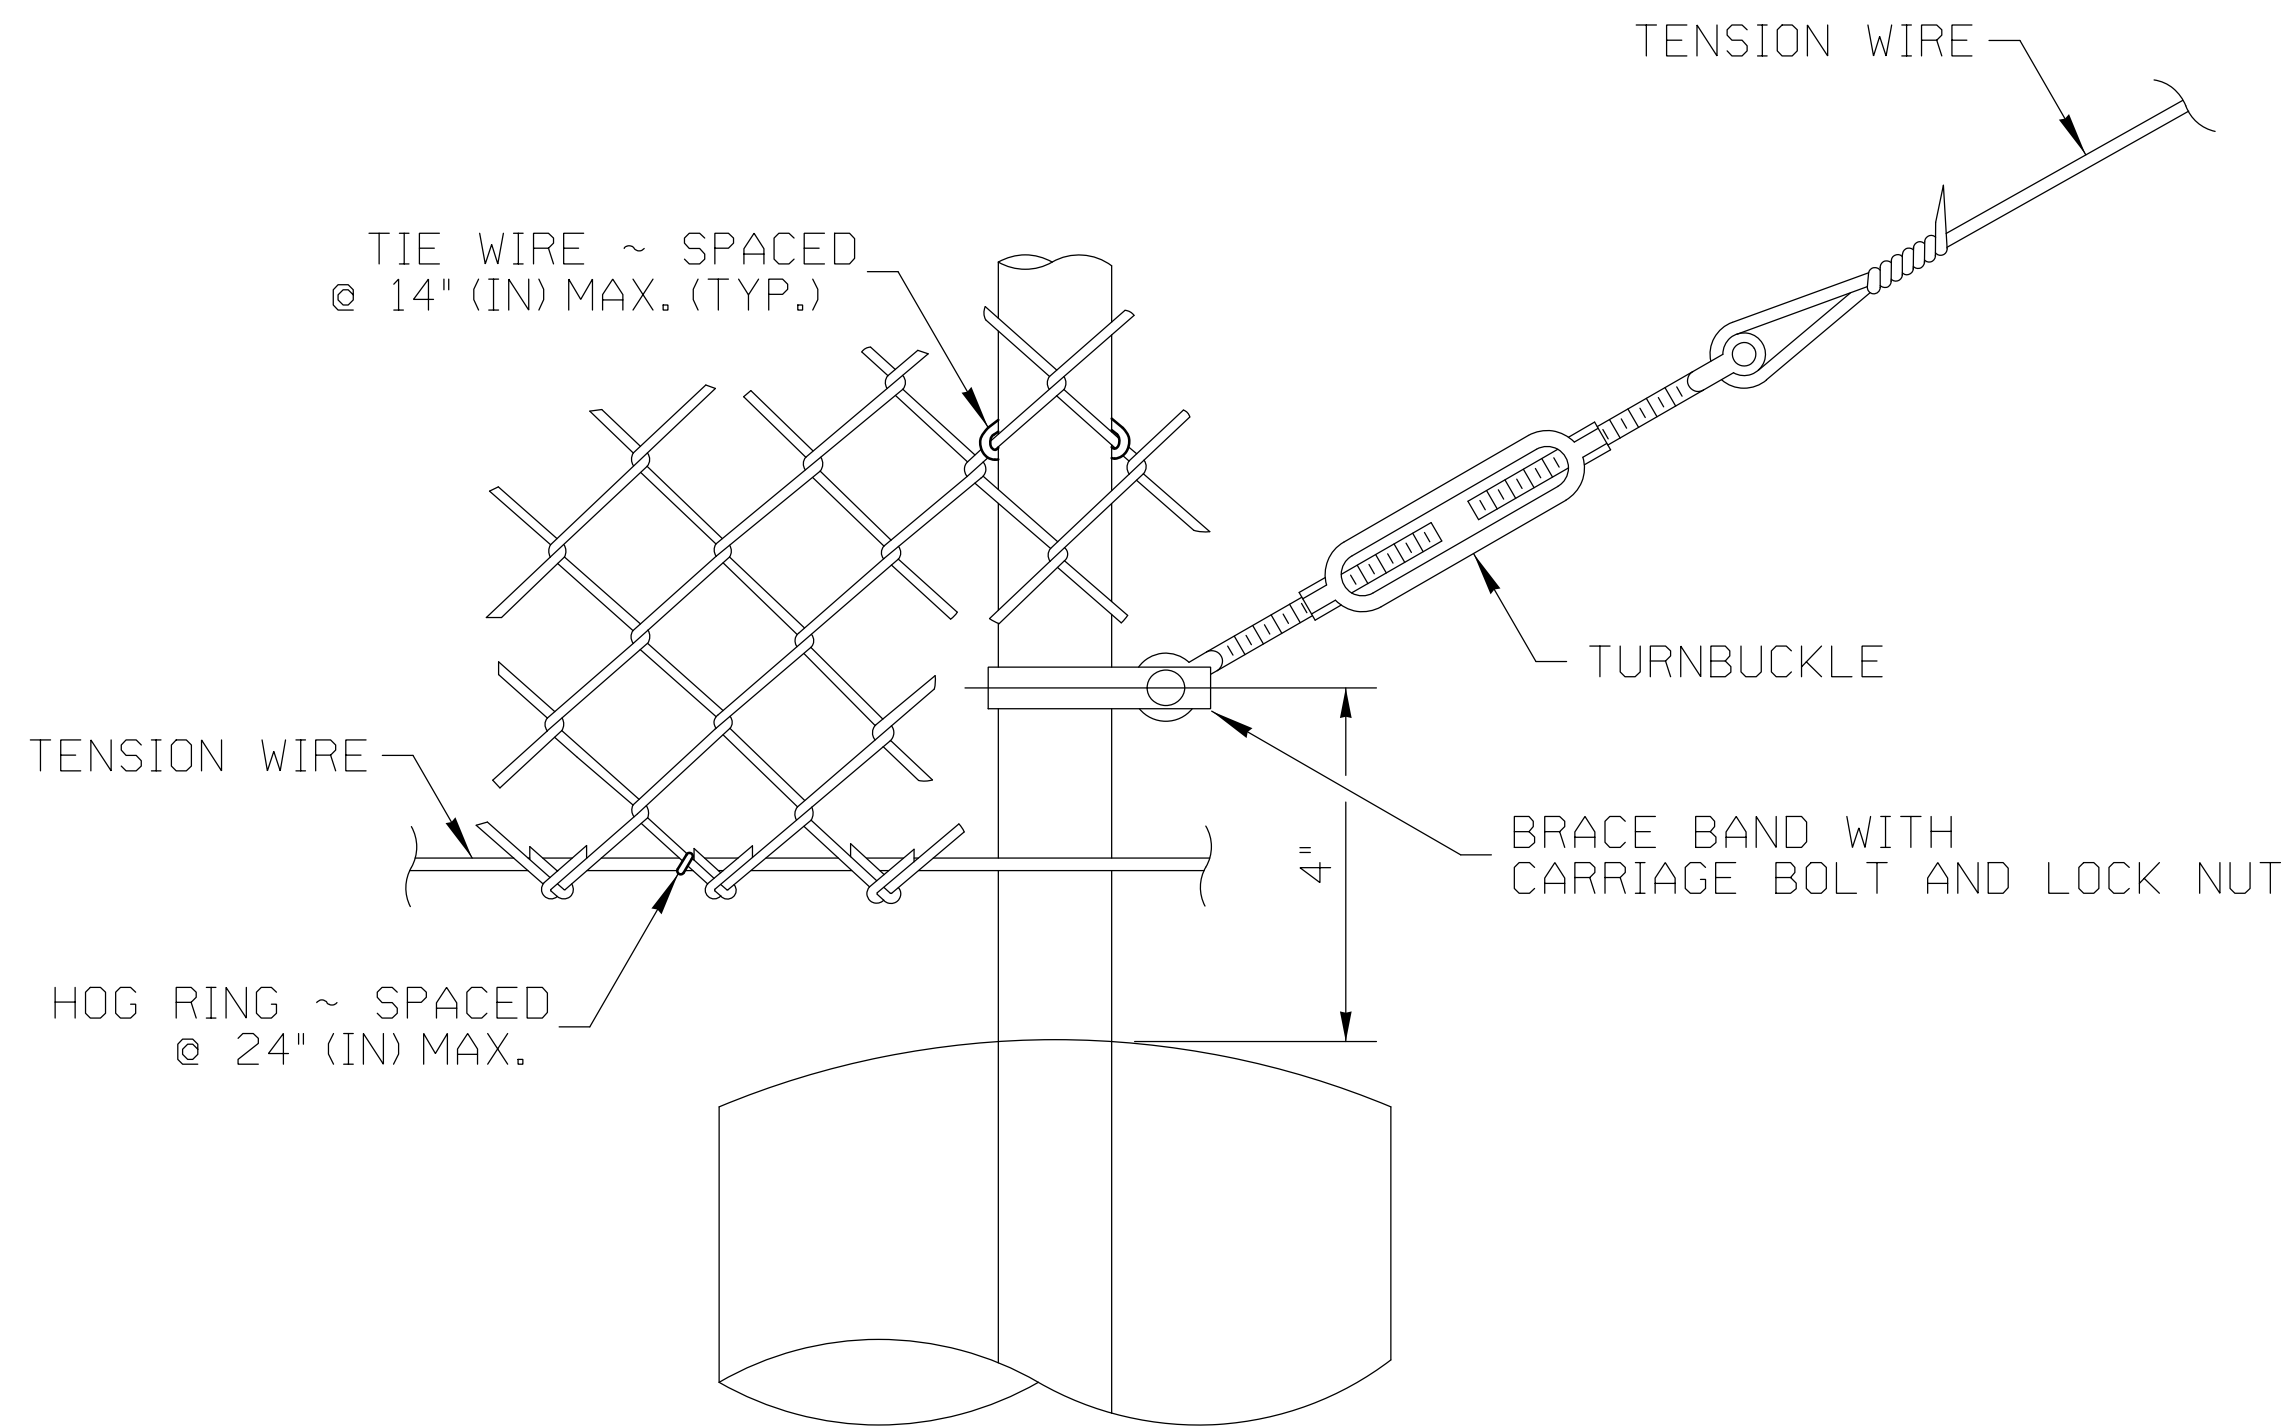 TENSION WIRE
TIE WIRE ~ SPACED
@ 14"(IN)MAX.(TYP.)
TURNBUCKLE
TENSION WIRE
BRACE BAND WITH
CARRIAGE BOLT AND LOCK NUT
4"
HOG RING ~ SPACED
@ 24"(IN)MAX.